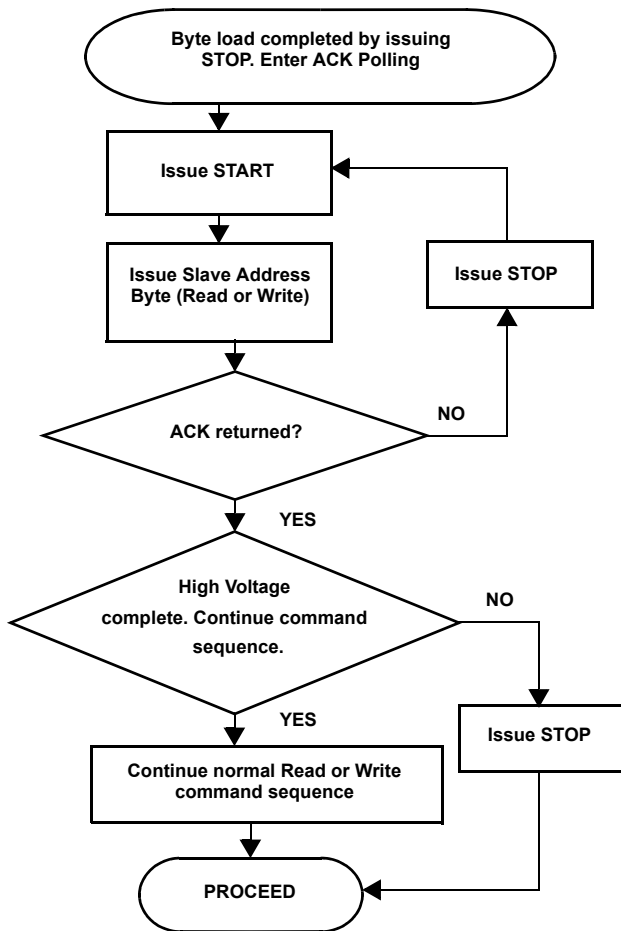 Byte load completed by issuing
STOP. Enter ACK Polling
Issue START
Issue Slave Address
Byte (Read or Write)
Issue STOP
ACK returned?
NO
YES
High Voltage
complete. Continue command
sequence.
NO
YES
Issue STOP
Continue normal Read or Write
command sequence
PROCEED